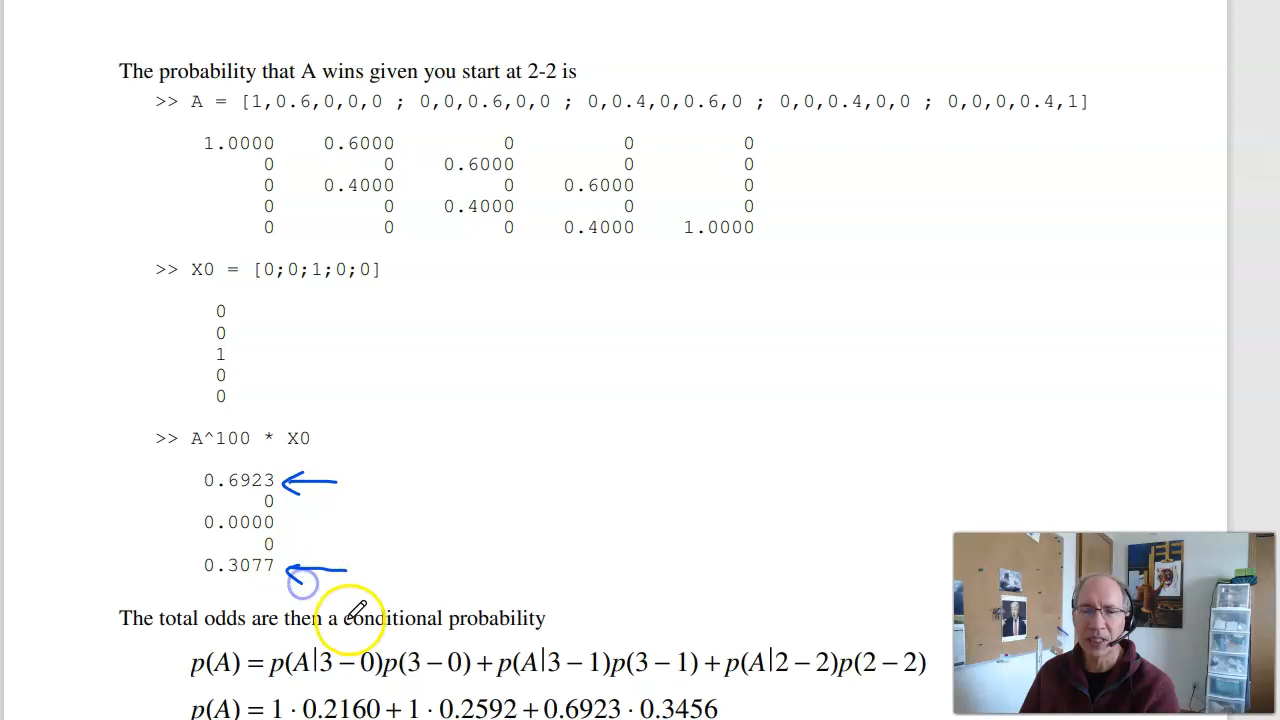 The probability that A wins given you start at 2-2 is
>> A = [1,0.6,0,0,0 ; 0,0,0.6,0,0 ; 0,0.4,0,0.6,0 ; 0,0,0.4,0,0 ; 0,0,0,0.4,1]
1.0000 0.6000 0 0 0
0 0 0.6000 0 0
0 0.4000 0 0.6000 0
0 0 0.4000 0 0
0 0 0 0.4000 1.0000
>> X0 = [0;0;1;0;0]
0
0
1
0
0
>> A^100 * X0
0.6923
0
0.0000
0
0.3077
The total odds are then a conditional probability
p(A) = p(A|3 − 0)p(3 − 0) + p(A|3 − 1)p(3 − 1) + p(A|2 − 2)p(2 − 2)
p(A) = 1 · 0.2160 + 1 · 0.2592 + 0.6923 · 0.3456